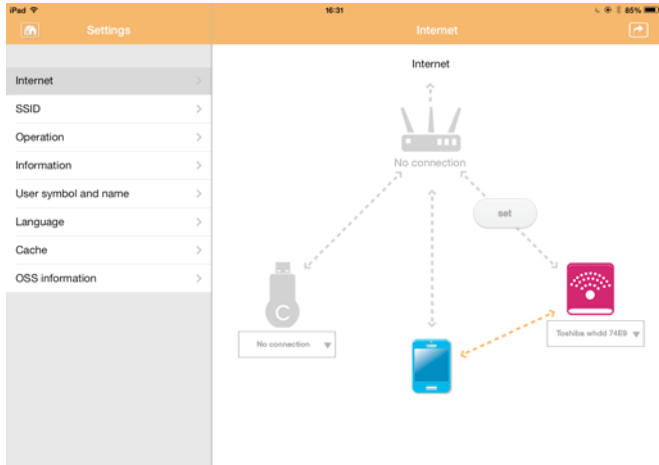 iPad 16:31 85%
Settings
Internet
Internet
SSID
Operation
Information
User symbol and name
Language
Cache
OSS information
Internet
No connection
set
C
No connection
Toshiba whdd 74E9